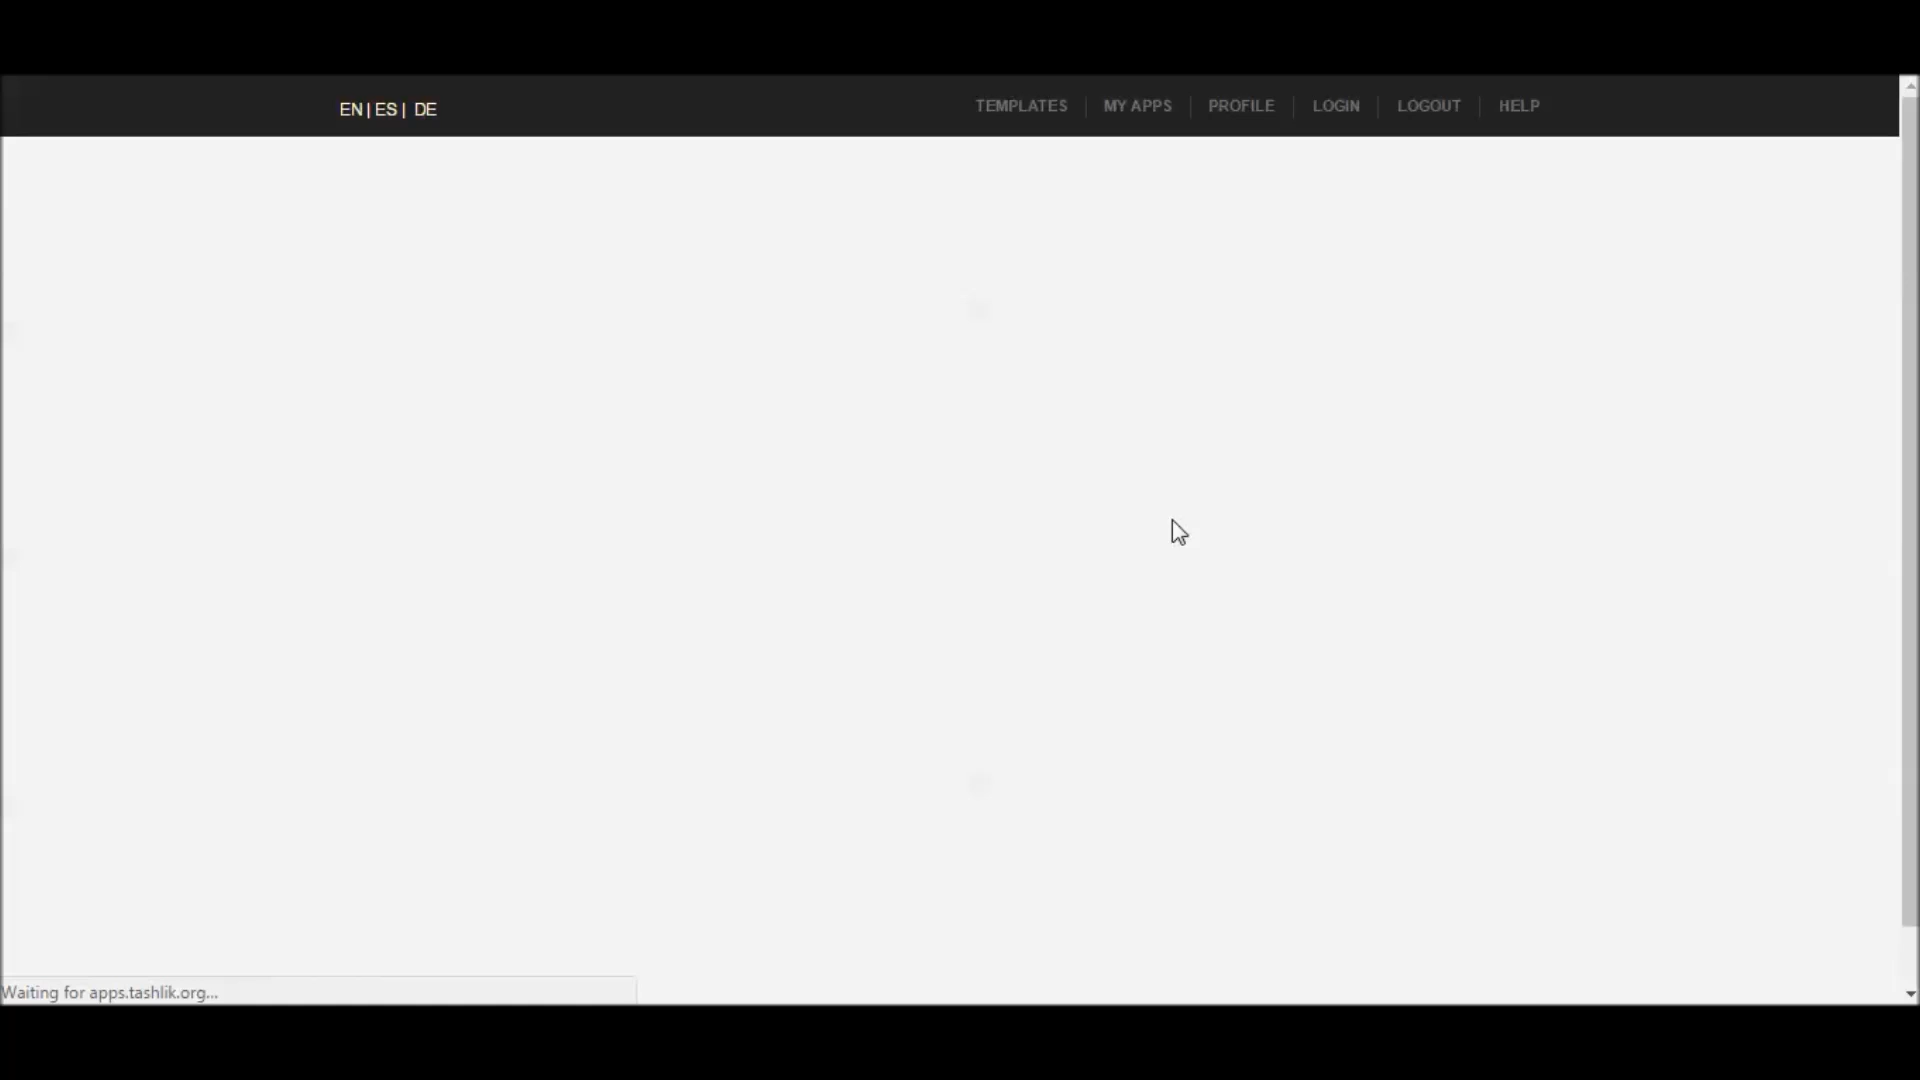 EN | ES | DE
TEMPLATES | MY APPS | PROFILE | LOGIN | LOGOUT | HELP
Waiting for apps.tashlik.org...